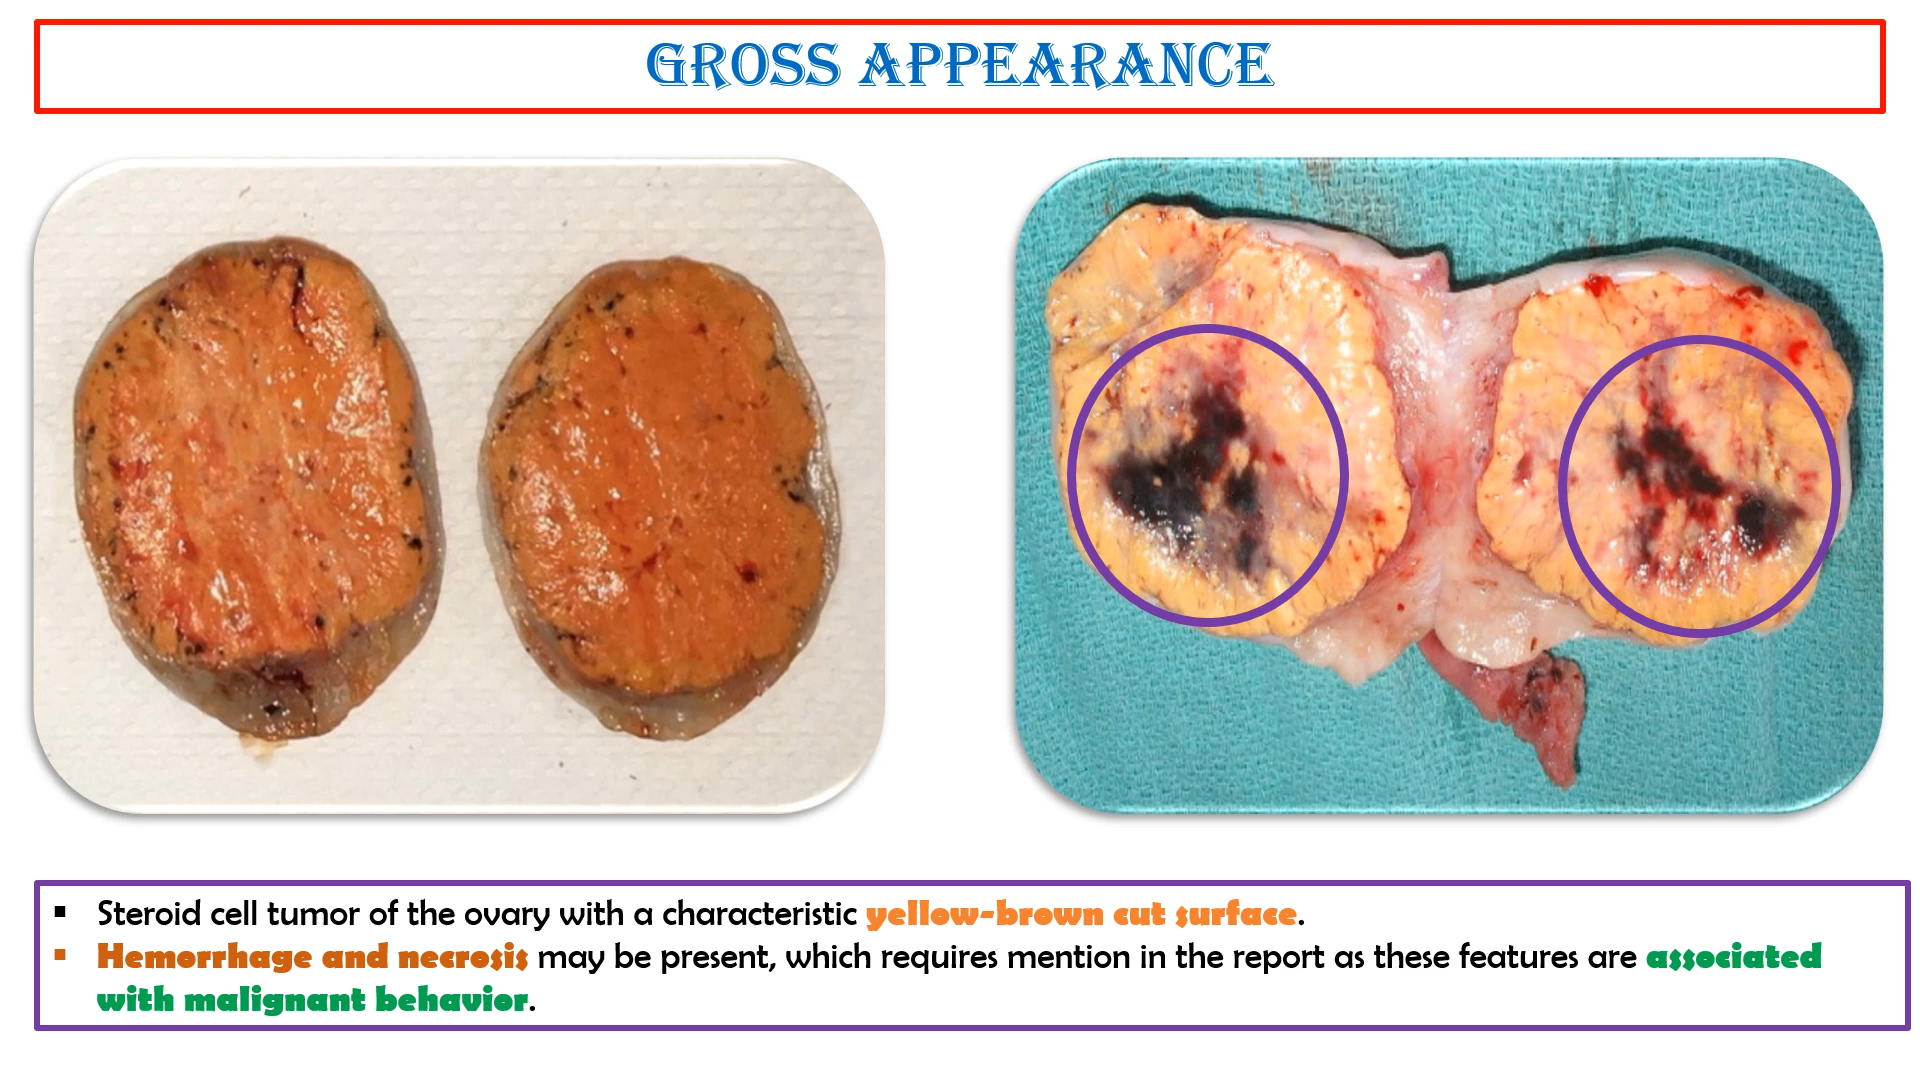 GROSS APPEARANCE
▪ Steroid cell tumor of the ovary with a characteristic yellow-brown cut surface.
▪ Hemorrhage and necrosis may be present, which requires mention in the report as these features are associated
with malignant behavior.